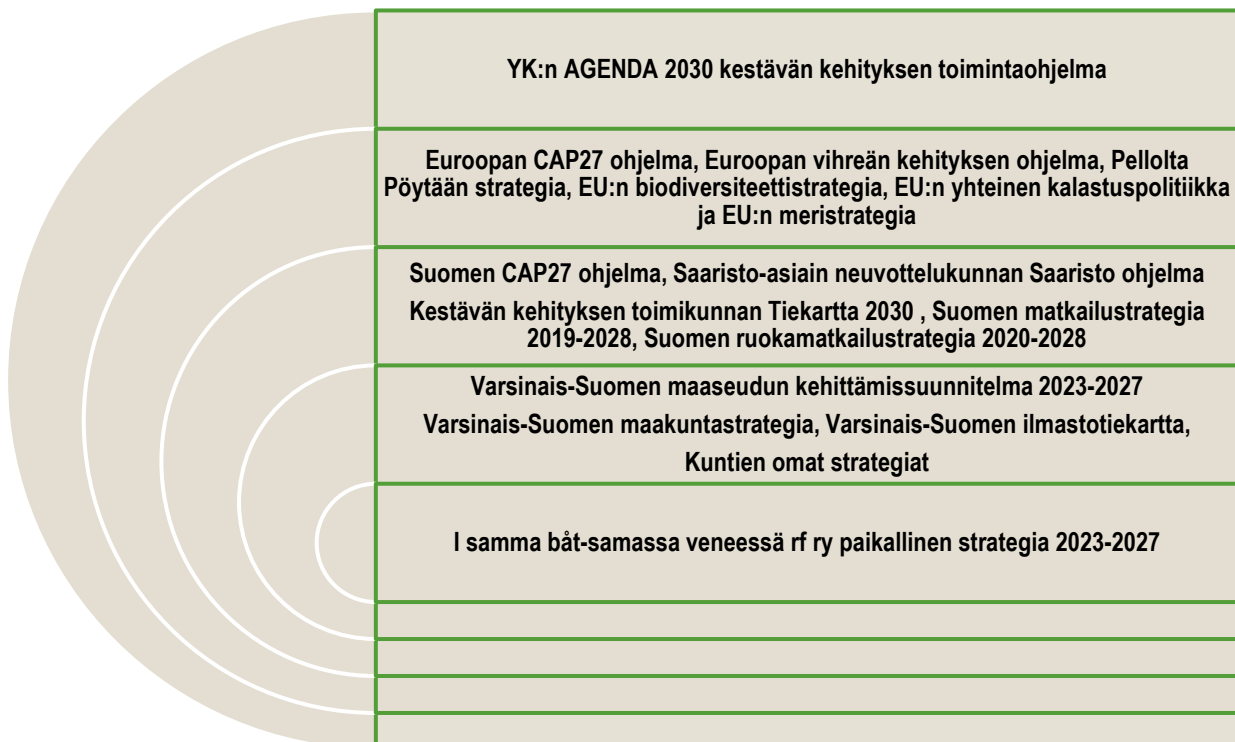 YK:n AGENDA 2030 kestävän kehityksen toimintaohjelma
Euroopan CAP27 ohjelma, Euroopan vihreän kehityksen ohjelma, Pellolta
Pöytään strategia, EU:n biodiversiteettistrategia, EU:n yhteinen kalastuspolitiikka
ja EU:n meristrategia
Suomen CAP27 ohjelma, Saaristo-asiain neuvottelukunnan Saaristo ohjelma
Kestävän kehityksen toimikunnan Tiekartta 2030 , Suomen matkailustrategia
2019-2028, Suomen ruokamatkailustrategia 2020-2028
Varsinais-Suomen maaseudun kehittämissuunnitelma 2023-2027
Varsinais-Suomen maakuntastrategia, Varsinais-Suomen ilmastotiekartta,
Kuntien omat strategiat
I samma båt-samassa veneessä rf ry paikallinen strategia 2023-2027